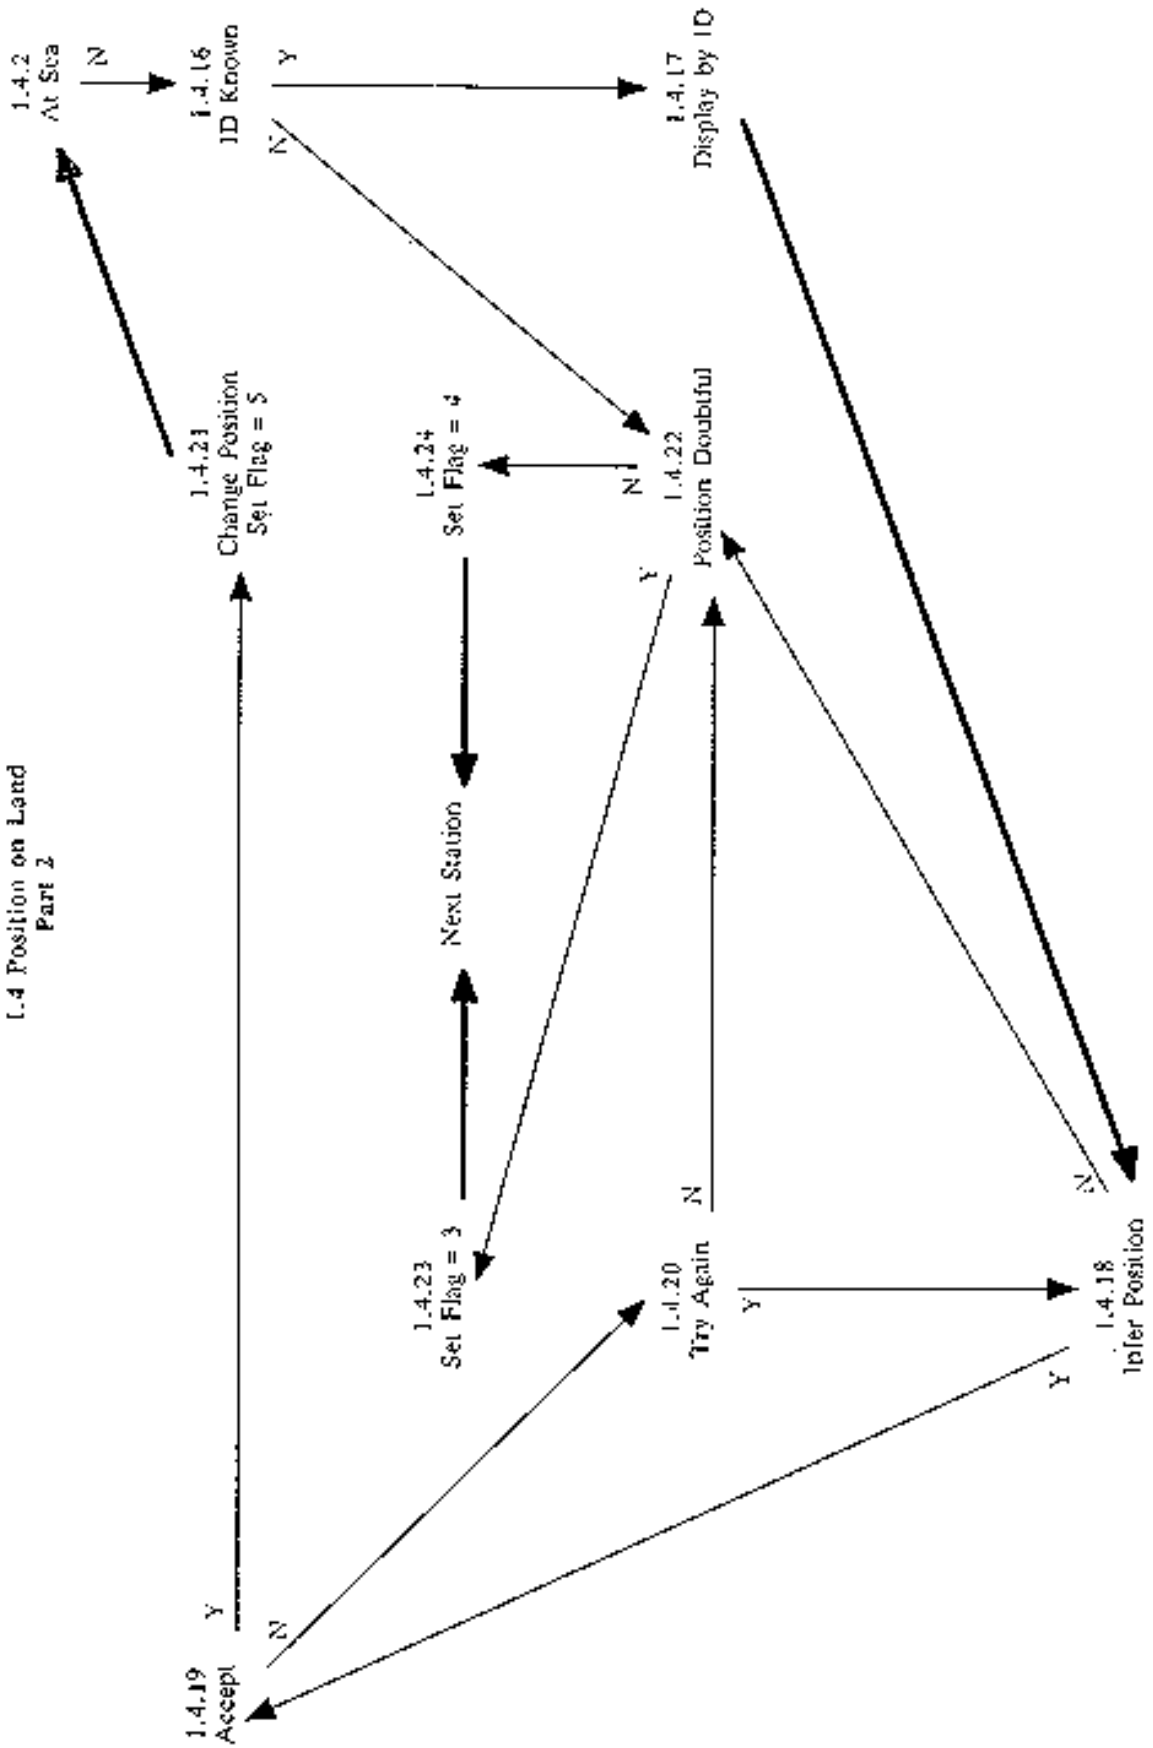 1.4 Position on Land
Part 2
1.4.2
At Sea
N
1.4.19
Accept
Y
N
1.4.21
Change Position
Set Flag = 5
1.4.16
ID Known
N
Y
1.4.23
Set Flag = 3
Next Station
1.4.24
Set Flag = 4
Y
N
1.4.20
Try Again
N
Y
1.4.22
Position Doubtful
1.4.17
Display by ID
Y
N
1.4.18
Infer Position